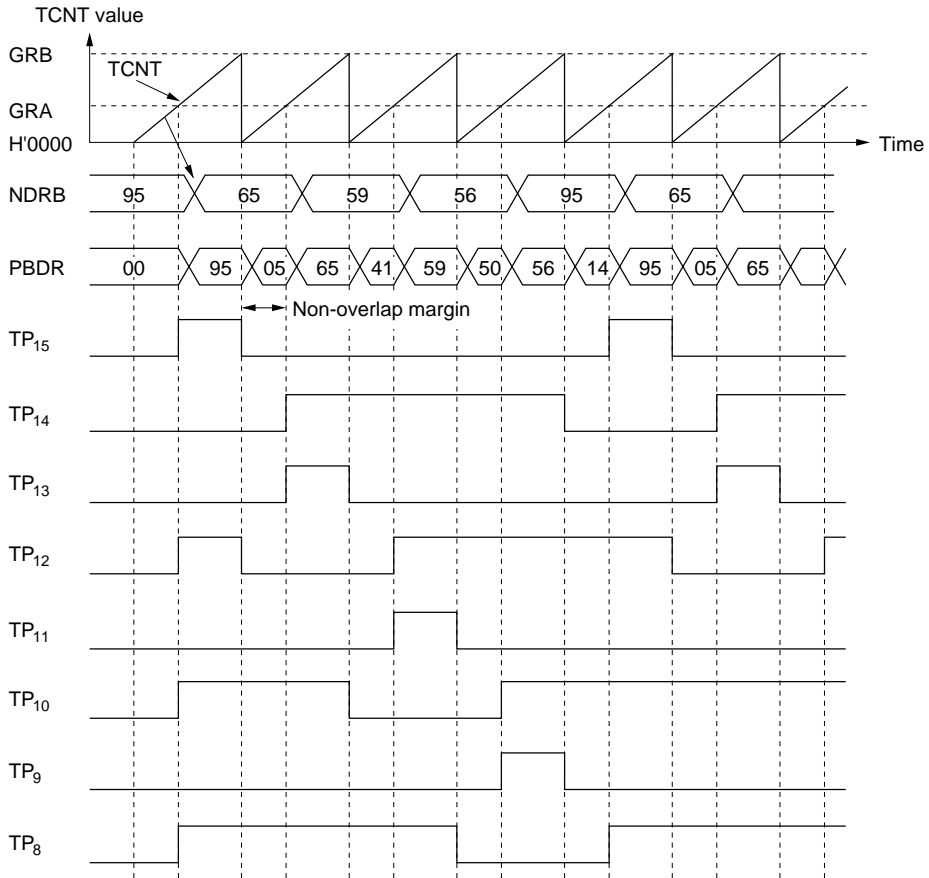 TCNT value
GRB
TCNT
GRA
H'0000
Time
NDRB 95 65 59 56 95 65
PBDR 00 95 05 65 41 59 50 56 14 95 05 65
Non-overlap margin
TP15
TP14
TP13
TP12
TP11
TP10
TP9
TP8